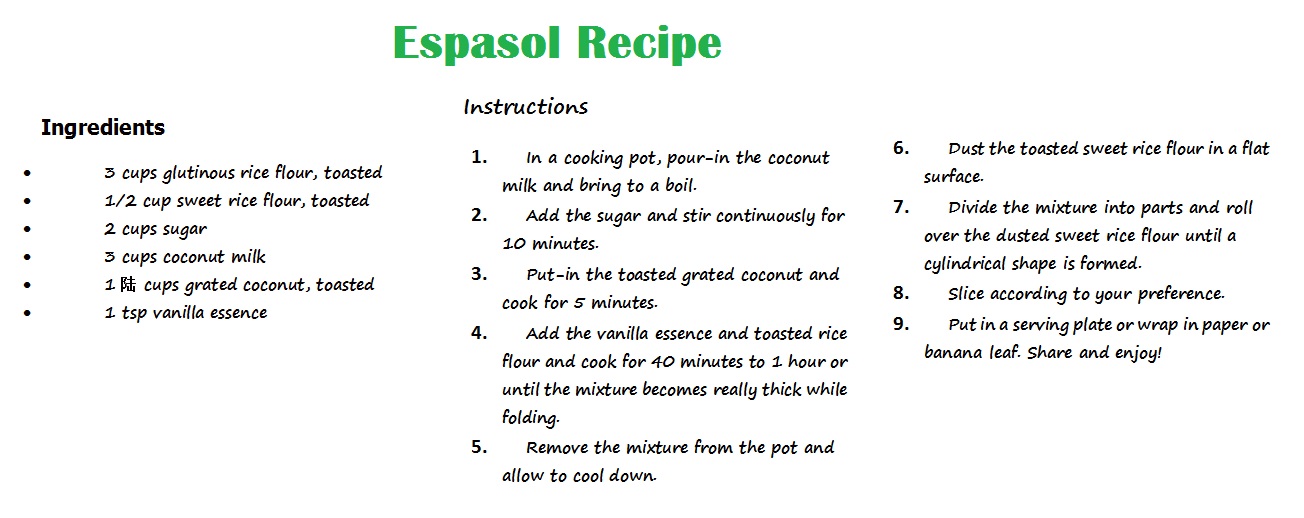 Espasol Recipe
Ingredients
• 3 cups glutinous rice flour, toasted
• 1/2 cup sweet rice flour, toasted
• 2 cups sugar
• 3 cups coconut milk
• 1 陆 cups grated coconut, toasted
• 1 tsp vanilla essence
Instructions
1. In a cooking pot, pour-in the coconut
milk and bring to a boil.
2. Add the sugar and stir continuously for
10 minutes.
3. Put-in the toasted grated coconut and
cook for 5 minutes.
4. Add the vanilla essence and toasted rice
flour and cook for 40 minutes to 1 hour or
until the mixture becomes really thick while
folding.
5. Remove the mixture from the pot and
allow to cool down.
6. Dust the toasted sweet rice flour in a flat
surface.
7. Divide the mixture into parts and roll
over the dusted sweet rice flour until a
cylindrical shape is formed.
8. Slice according to your preference.
9. Put in a serving plate or wrap in paper or
banana leaf. Share and enjoy!